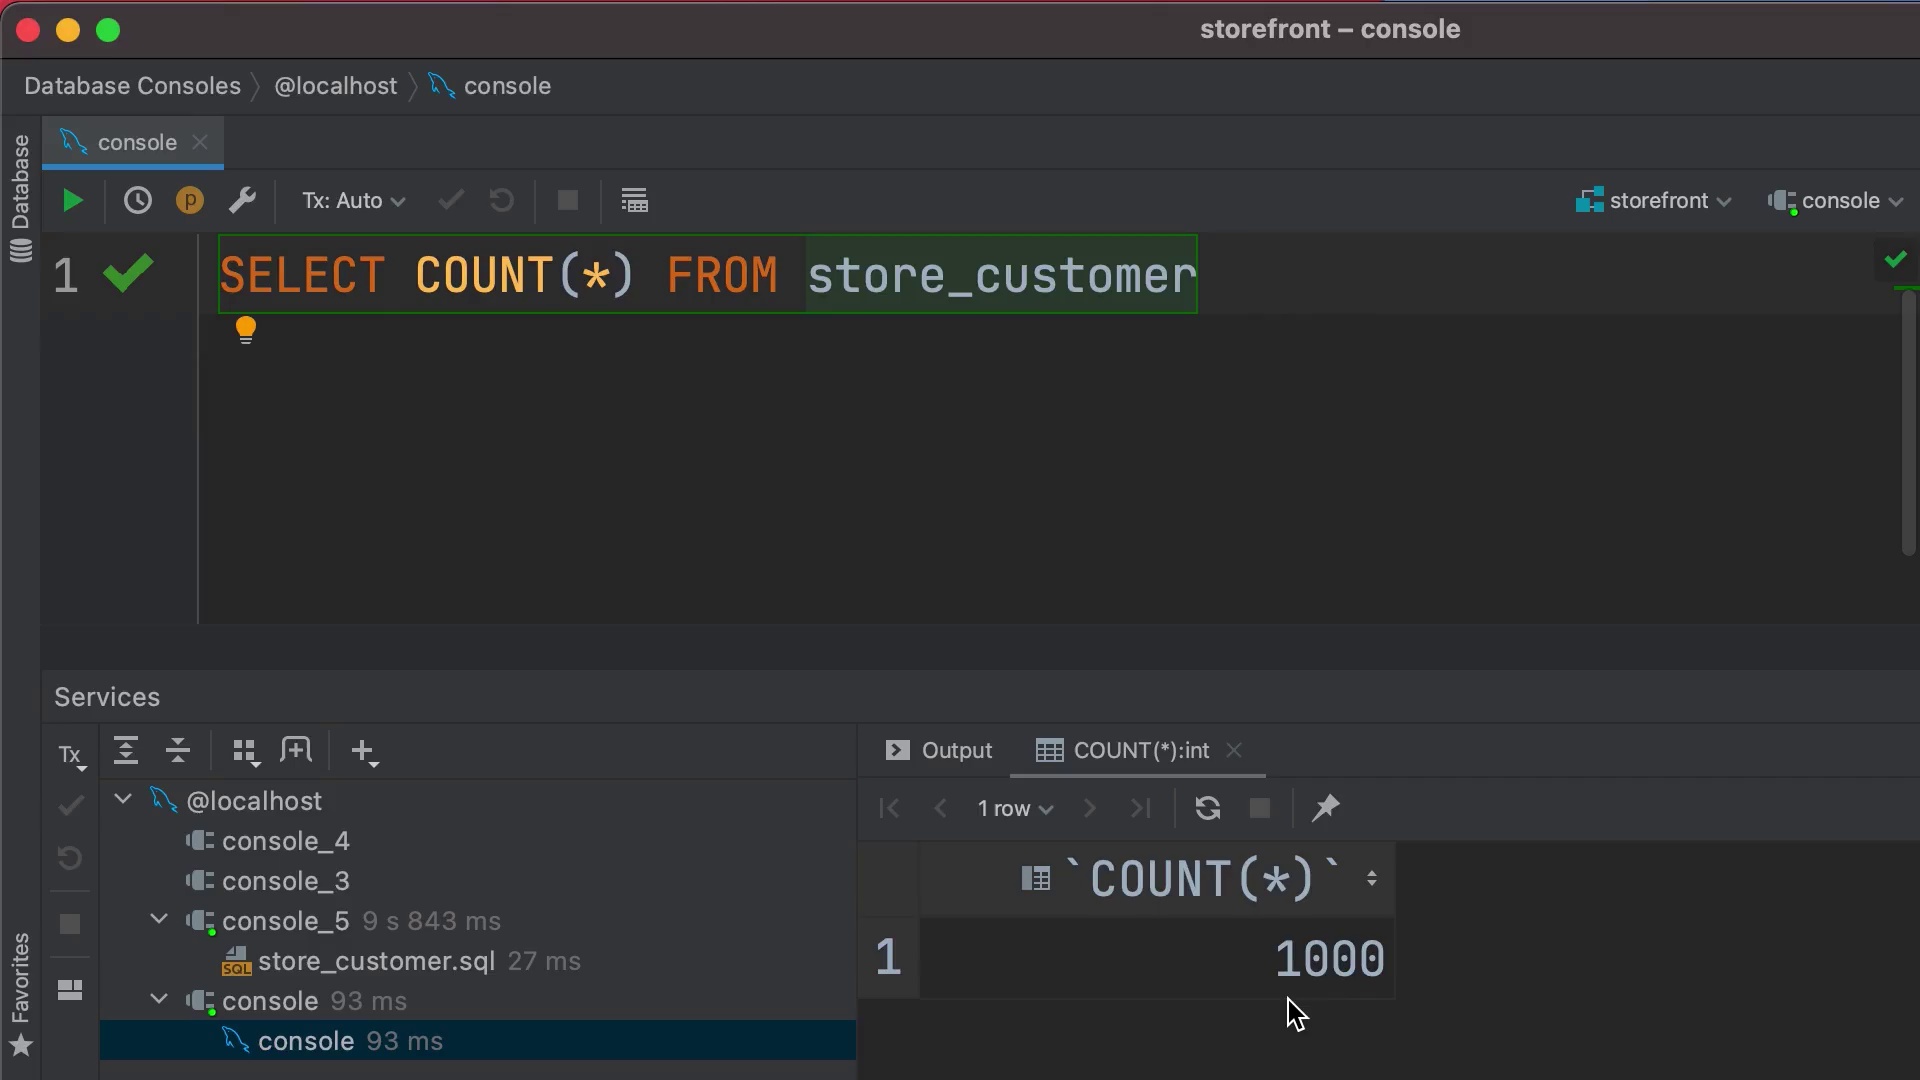 storefront – console
Database Consoles @localhost console
Database
console
p Tx: Auto storefront console
1 SELECT COUNT(*) FROM store_customer
Services
Tx
@localhost
console_4
console_3
console_5 9 s 843 ms
SQL store_customer.sql 27 ms
console 93 ms
console 93 ms
Favorites
Output COUNT(*):int
1 row
`COUNT(*)`
1 1000